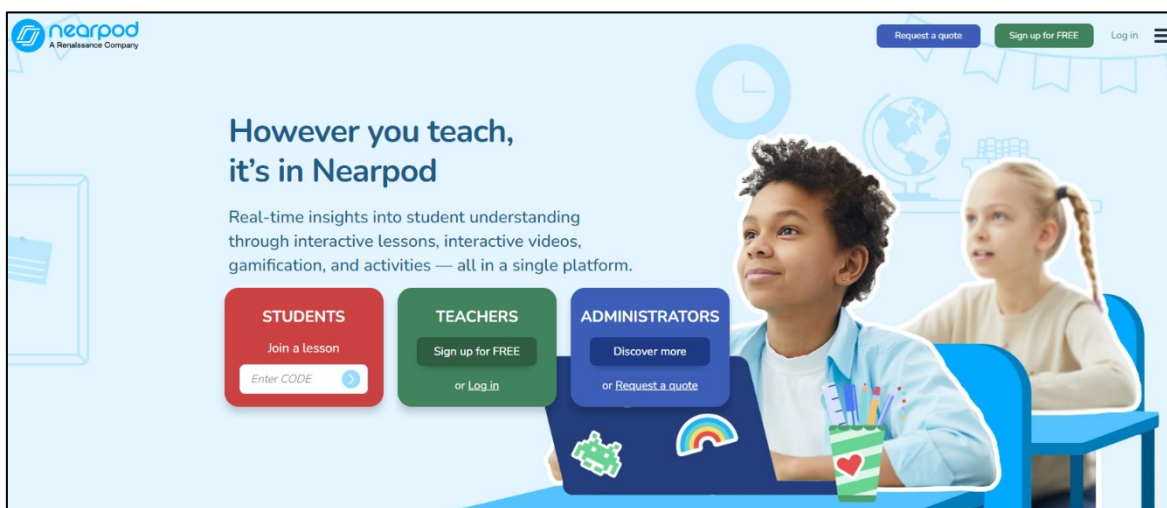 nearpod
A Renaissance Company
Request a quote
Sign up for FREE
Log in
However you teach,
it's in Nearpod
Real-time insights into student understanding
through interactive lessons, interactive videos,
gamification, and activities — all in a single platform.
STUDENTS
Join a lesson
Enter CODE
TEACHERS
Sign up for FREE
or Log in
ADMINISTRATORS
Discover more
or Request a quote